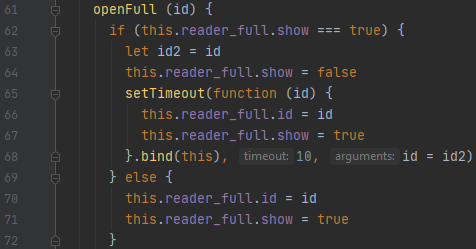 61 openFull (id) {
62 if (this.reader_full.show === true) {
63 let id2 = id
64 this.reader_full.show = false
65 setTimeout(function (id) {
66 this.reader_full.id = id
67 this.reader_full.show = true
68 }.bind(this), timeout: 10, arguments: id = id2)
69 } else {
70 this.reader_full.id = id
71 this.reader_full.show = true
72 }